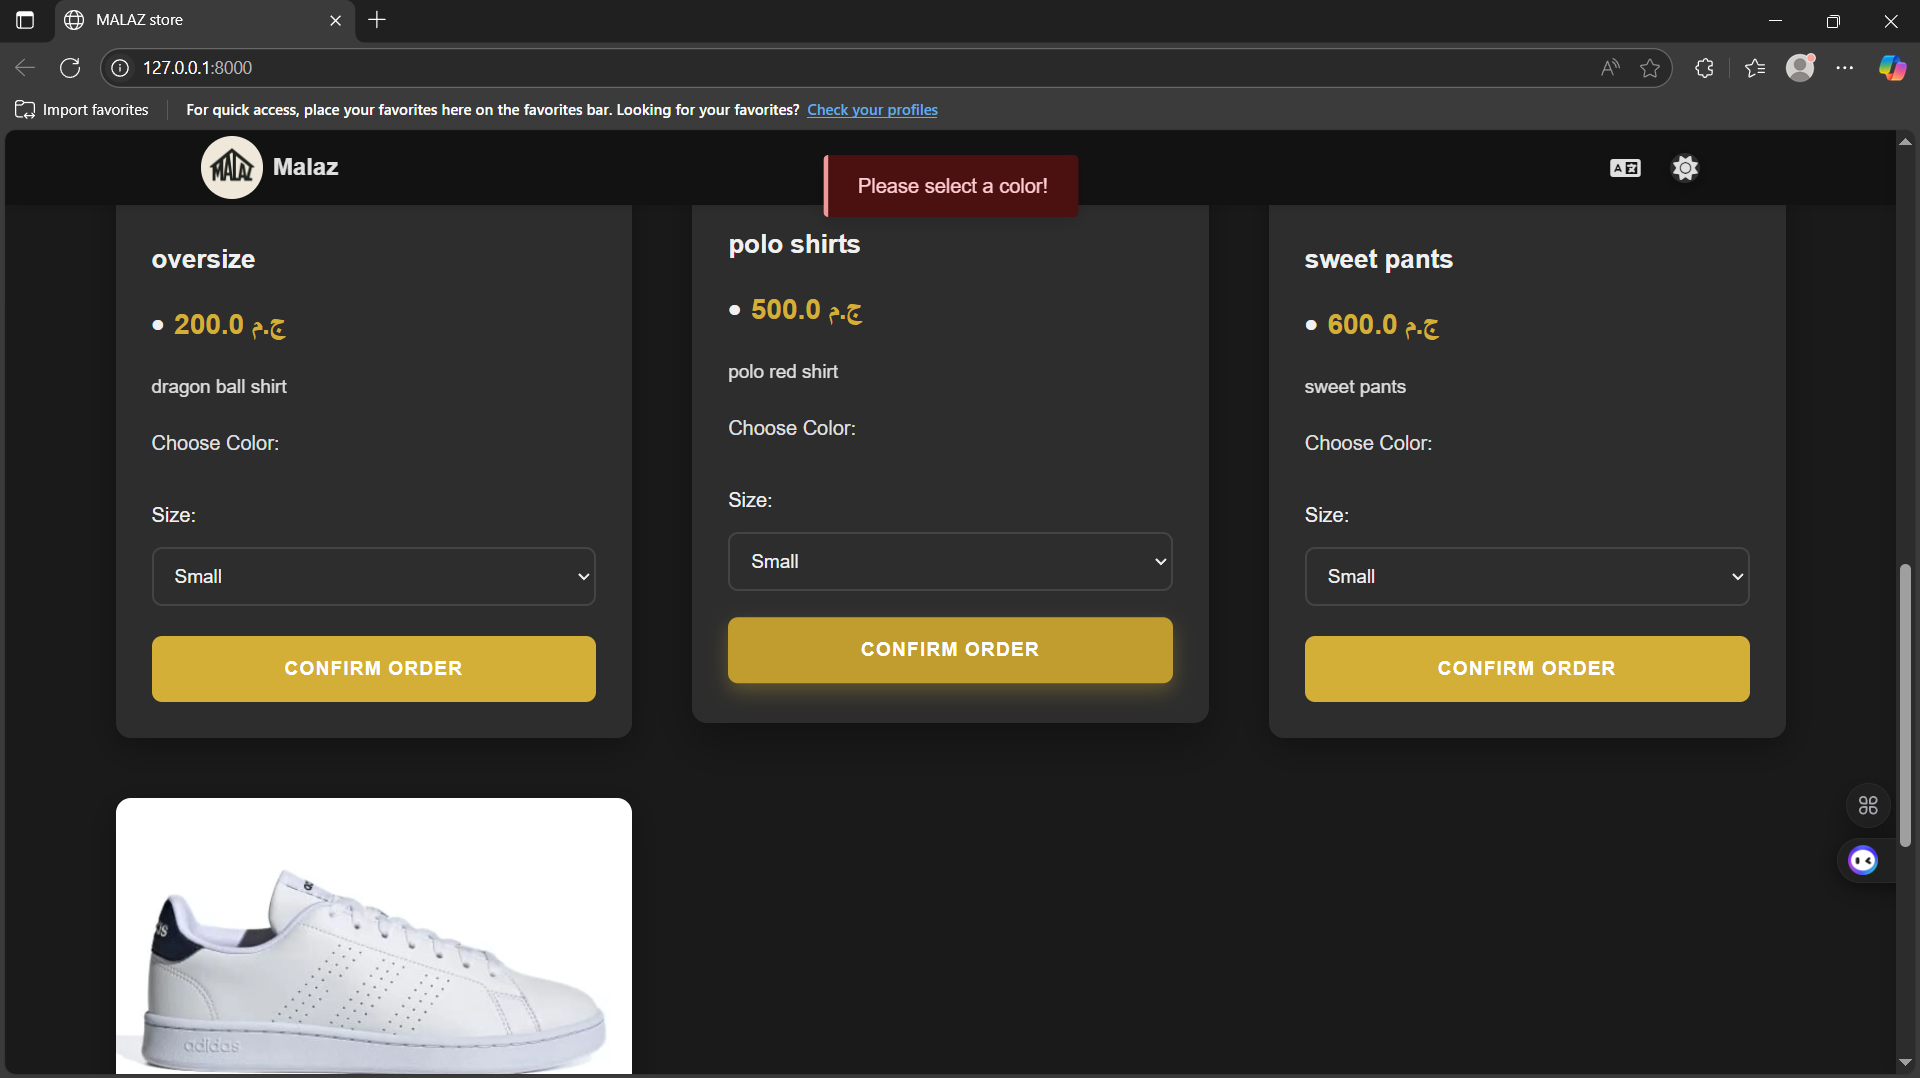 MALAZ store
127.0.0.1:8000
Import favorites
For quick access, place your favorites here on the favorites bar. Looking for your favorites? Check your profiles
MALAZ
Malaz
Please select a color!
oversize
200.0 ج.م
dragon ball shirt
Choose Color:
Size:
Small
CONFIRM ORDER
polo shirts
500.0 ج.م
polo red shirt
Choose Color:
Size:
Small
CONFIRM ORDER
sweet pants
600.0 ج.م
sweet pants
Choose Color:
Size:
Small
CONFIRM ORDER
adidas